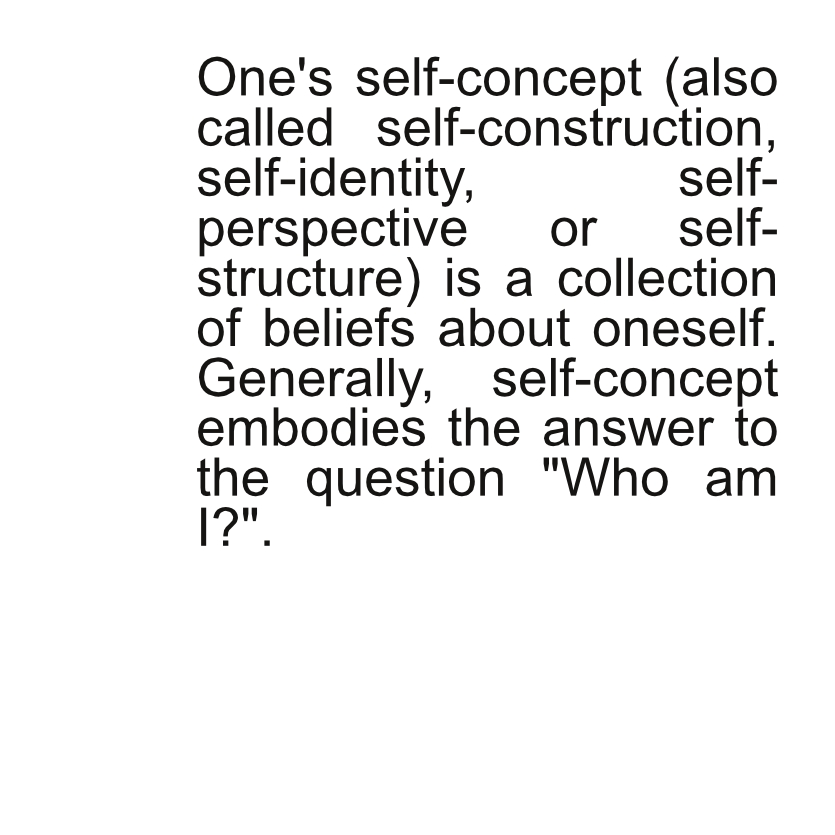 One's self-concept (also
called self-construction,
self-identity, self-
perspective or self-
structure) is a collection
of beliefs about oneself.
Generally, self-concept
embodies the answer to
the question "Who am
I?".